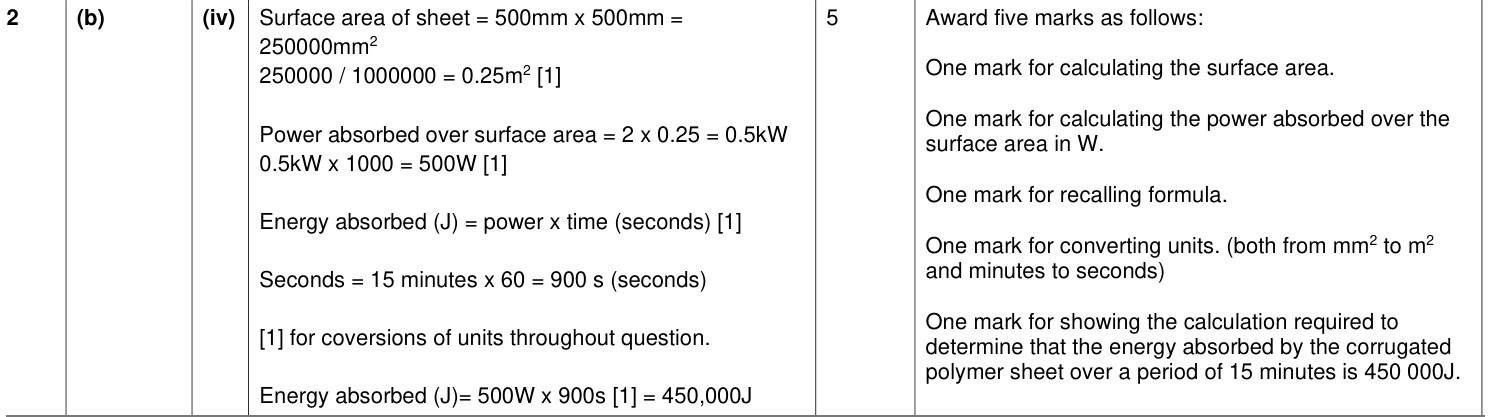 2 (b) (iv) Surface area of sheet = 500mm x 500mm = 5 Award five marks as follows:
250000mm²
250000 / 1000000 = 0.25m² [1]
One mark for calculating the surface area.
One mark for calculating the power absorbed over the
surface area in W.
Power absorbed over surface area = 2 x 0.25 = 0.5kW
0.5kW x 1000 = 500W [1]
One mark for recalling formula.
Energy absorbed (J) = power x time (seconds) [1]
One mark for converting units. (both from mm² to m²
and minutes to seconds)
Seconds = 15 minutes x 60 = 900 s (seconds)
[1] for coversions of units throughout question.
One mark for showing the calculation required to
determine that the energy absorbed by the corrugated
polymer sheet over a period of 15 minutes is 450 000J.
Energy absorbed (J)= 500W x 900s [1] = 450,000J